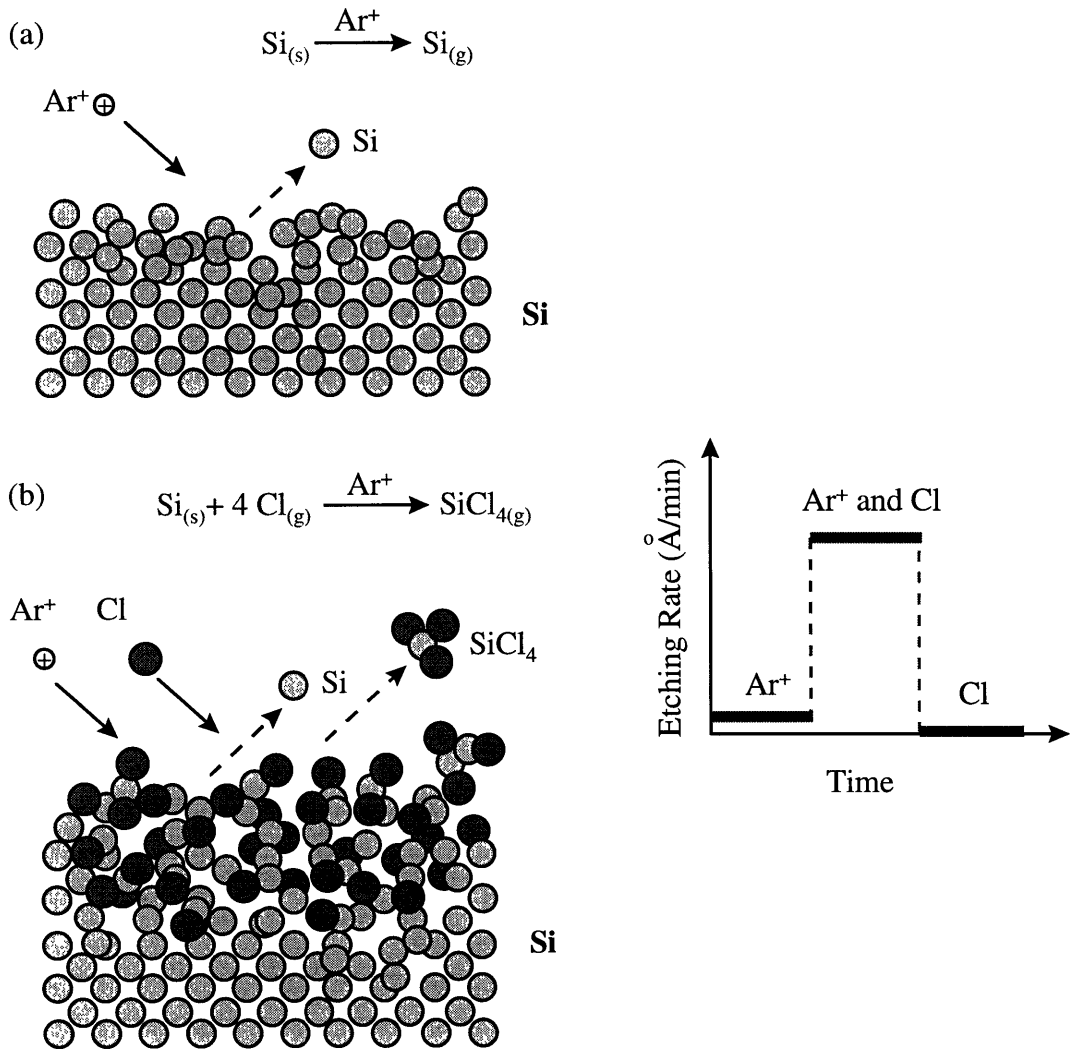 (a)
Si(s) Ar⁺ → Si(g)
Ar⁺ ⊕
Si
Si
(b)
Si(s) + 4 Cl(g) Ar⁺ → SiCl₄(g)
Ar⁺ Cl
⊕
SiCl₄
Si
Si
Etching Rate (Å/min)
Ar⁺ and Cl
Ar⁺
Cl
Time